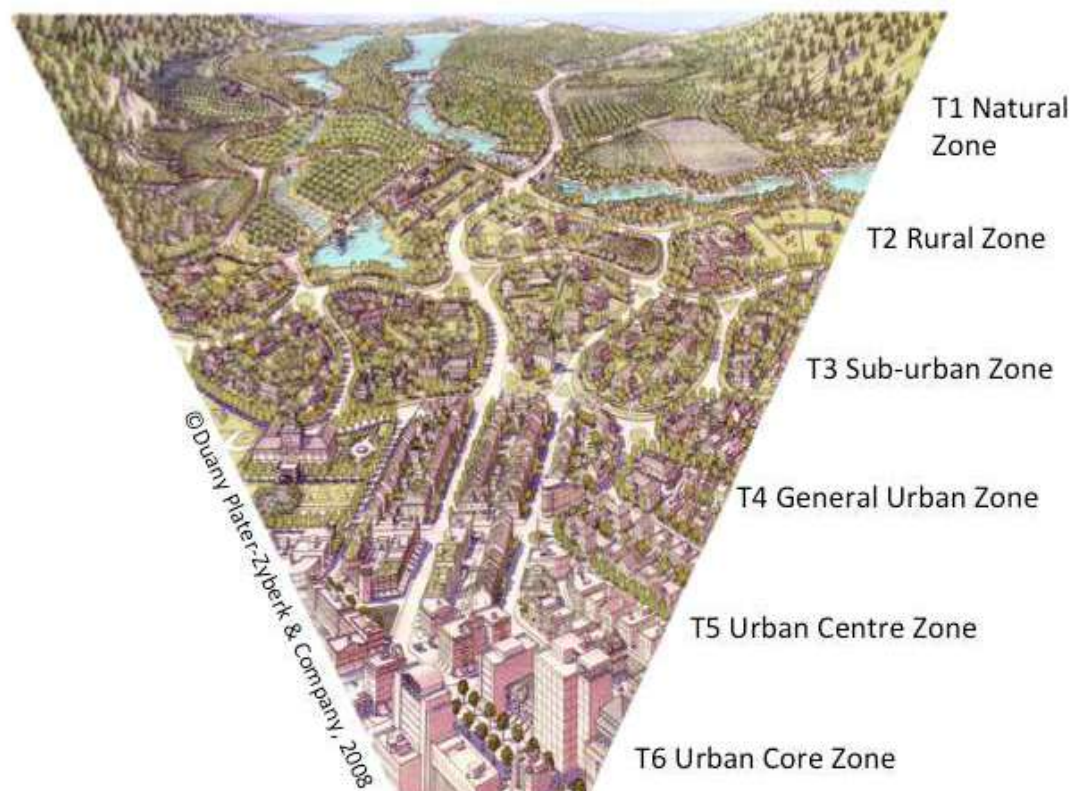 T1 Natural
Zone
T2 Rural Zone
T3 Sub-urban Zone
T4 General Urban Zone
T5 Urban Centre Zone
T6 Urban Core Zone
©Duany Plater-Zyberk & Company, 2008